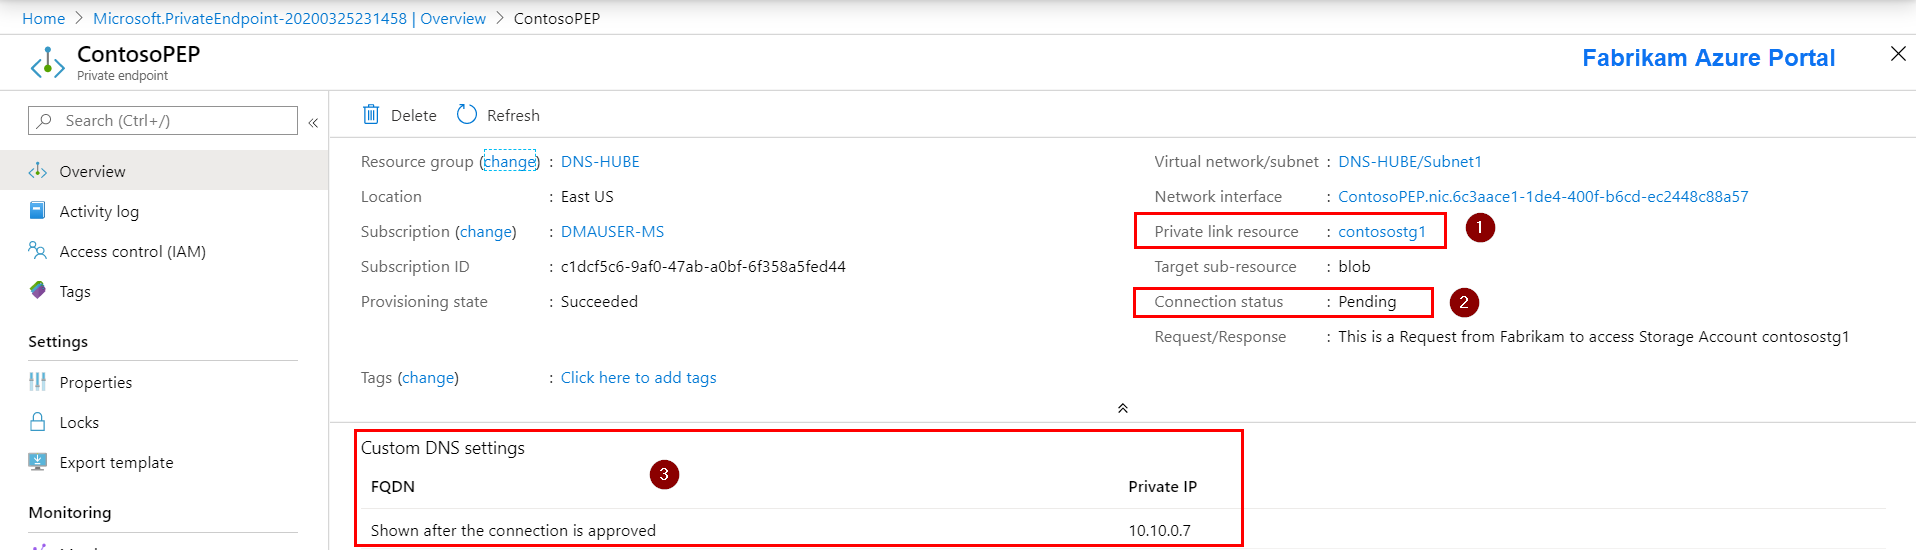 Home > Microsoft.PrivateEndpoint-20200325231458 | Overview > ContosoPEP
ContosoPEP
Private endpoint
Fabrikam Azure Portal
Search (Ctrl+/)
«
Delete
Refresh
Overview
Activity log
Access control (IAM)
Tags
Settings
Properties
Locks
Export template
Monitoring
Resource group (change) : DNS-HUBE
Location : East US
Subscription (change) : DMAUSER-MS
Subscription ID : c1dcf5c6-9af0-47ab-a0bf-6f358a5fed44
Provisioning state : Succeeded
Tags (change) : Click here to add tags
Virtual network/subnet : DNS-HUBE/Subnet1
Network interface : ContosoPEP.nic.6c3aace1-1de4-400f-b6cd-ec2448c88a57
Private link resource : contosostg1
1
Target sub-resource : blob
Connection status : Pending
2
Request/Response : This is a Request from Fabrikam to access Storage Account contosostg1
Custom DNS settings
3
FQDN Private IP
Shown after the connection is approved 10.10.0.7